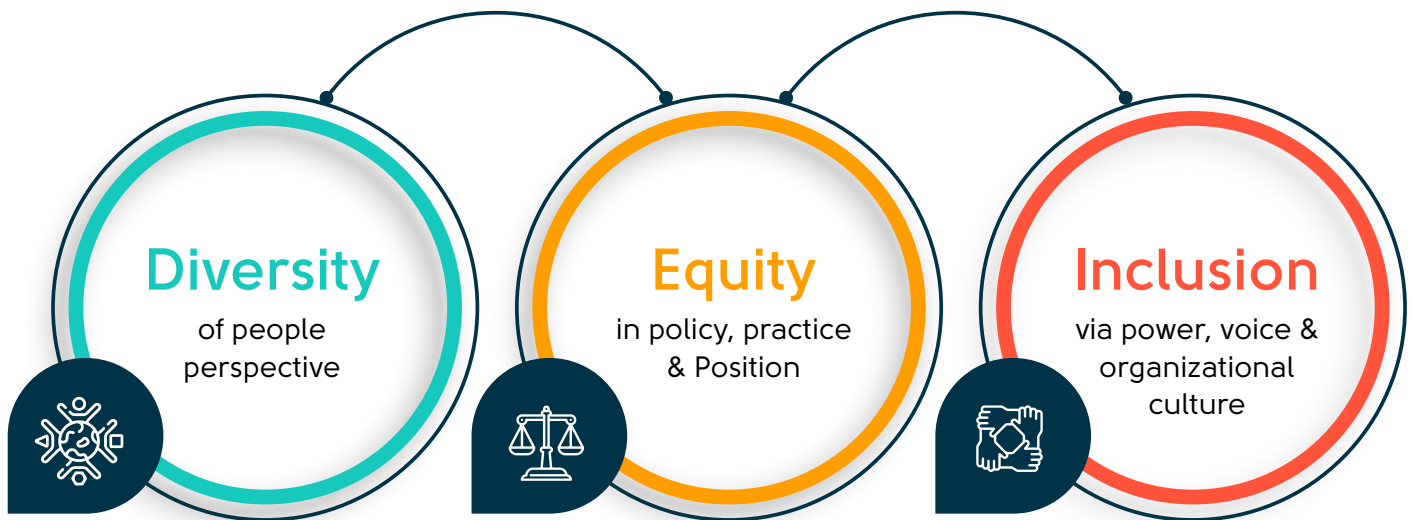 Diversity
of people
perspective
Equity
in policy, practice
& Position
Inclusion
via power, voice &
organizational
culture